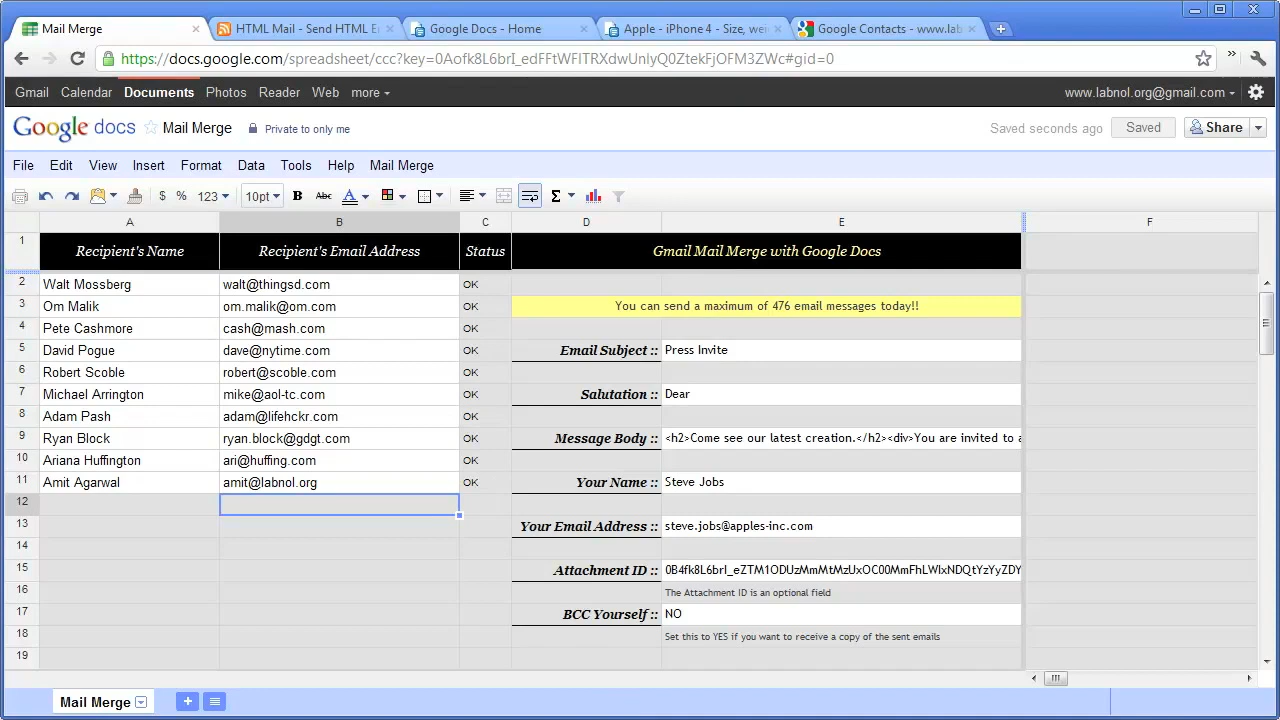 Mail Merge
HTML Mail - Send HTML E
Google Docs - Home
Apple - iPhone 4 - Size, wei
Google Contacts - www.lab
https://docs.google.com/spreadsheet/ccc?key=0Aofk8L6brI_edFFtWFlTRXdwUnlyQ0ZtekFjOFM3ZWc#gid=0
Gmail Calendar Documents Photos Reader Web more
www.labnol.org@gmail.com
Google docs Mail Merge Private to only me
Saved seconds ago Saved Share
File Edit View Insert Format Data Tools Help Mail Merge
$ % 123 10pt B Abc A Σ
A B C D E F
1 Recipient's Name Recipient's Email Address Status Gmail Mail Merge with Google Docs
2 Walt Mossberg walt@thingsd.com OK
3 Om Malik om.malik@om.com OK You can send a maximum of 476 email messages today!!
4 Pete Cashmore cash@mash.com OK
5 David Pogue dave@nytime.com OK Email Subject :: Press Invite
6 Robert Scoble robert@scoble.com OK
7 Michael Arrington mike@aol-tc.com OK Salutation :: Dear
8 Adam Pash adam@lifehckr.com OK
9 Ryan Block ryan.block@gdgt.com OK Message Body :: <h2>Come see our latest creation.</h2><div>You are invited to a
10 Ariana Huffington ari@huffing.com OK
11 Amit Agarwal amit@labnol.org OK Your Name :: Steve Jobs
12
13 Your Email Address :: steve.jobs@apples-inc.com
14
15 Attachment ID :: 0B4fk8L6brI_eZTM1ODUzMmMtMzUxOC00MmFhLWIxNDQtYzYyZDY
16 The Attachment ID is an optional field
17 BCC Yourself :: NO
18 Set this to YES if you want to receive a copy of the sent emails
19
Mail Merge